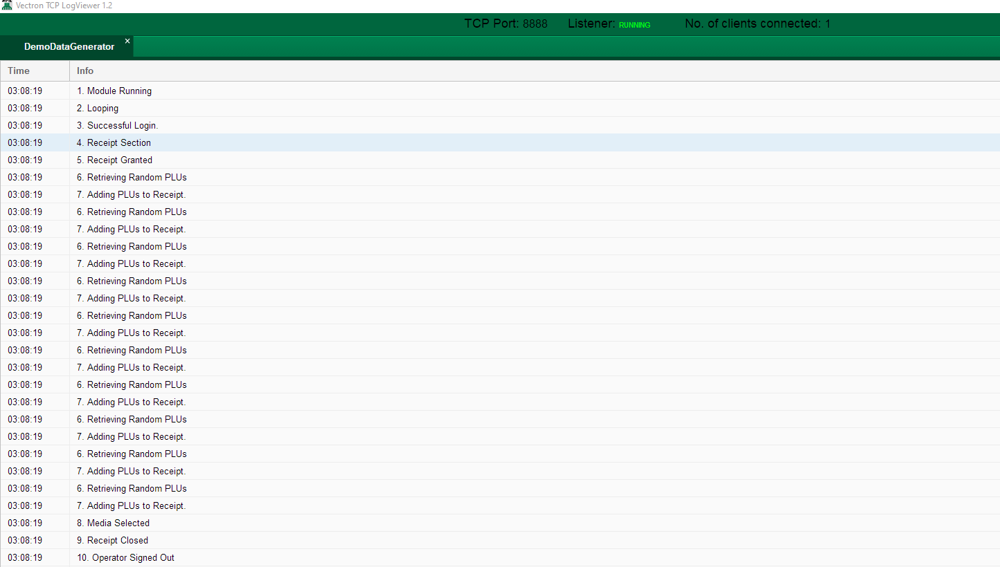 Vectron TCP LogViewer 1.2
TCP Port: 8888 Listener: RUNNING No. of clients connected: 1
DemoDataGenerator ×
Time Info
03:08:19 1. Module Running
03:08:19 2. Looping
03:08:19 3. Successful Login.
03:08:19 4. Receipt Section
03:08:19 5. Receipt Granted
03:08:19 6. Retrieving Random PLUs
03:08:19 7. Adding PLUs to Receipt.
03:08:19 6. Retrieving Random PLUs
03:08:19 7. Adding PLUs to Receipt.
03:08:19 6. Retrieving Random PLUs
03:08:19 7. Adding PLUs to Receipt.
03:08:19 6. Retrieving Random PLUs
03:08:19 7. Adding PLUs to Receipt.
03:08:19 6. Retrieving Random PLUs
03:08:19 7. Adding PLUs to Receipt.
03:08:19 6. Retrieving Random PLUs
03:08:19 7. Adding PLUs to Receipt.
03:08:19 6. Retrieving Random PLUs
03:08:19 7. Adding PLUs to Receipt.
03:08:19 6. Retrieving Random PLUs
03:08:19 7. Adding PLUs to Receipt.
03:08:19 6. Retrieving Random PLUs
03:08:19 7. Adding PLUs to Receipt.
03:08:19 6. Retrieving Random PLUs
03:08:19 7. Adding PLUs to Receipt.
03:08:19 8. Media Selected
03:08:19 9. Receipt Closed
03:08:19 10. Operator Signed Out